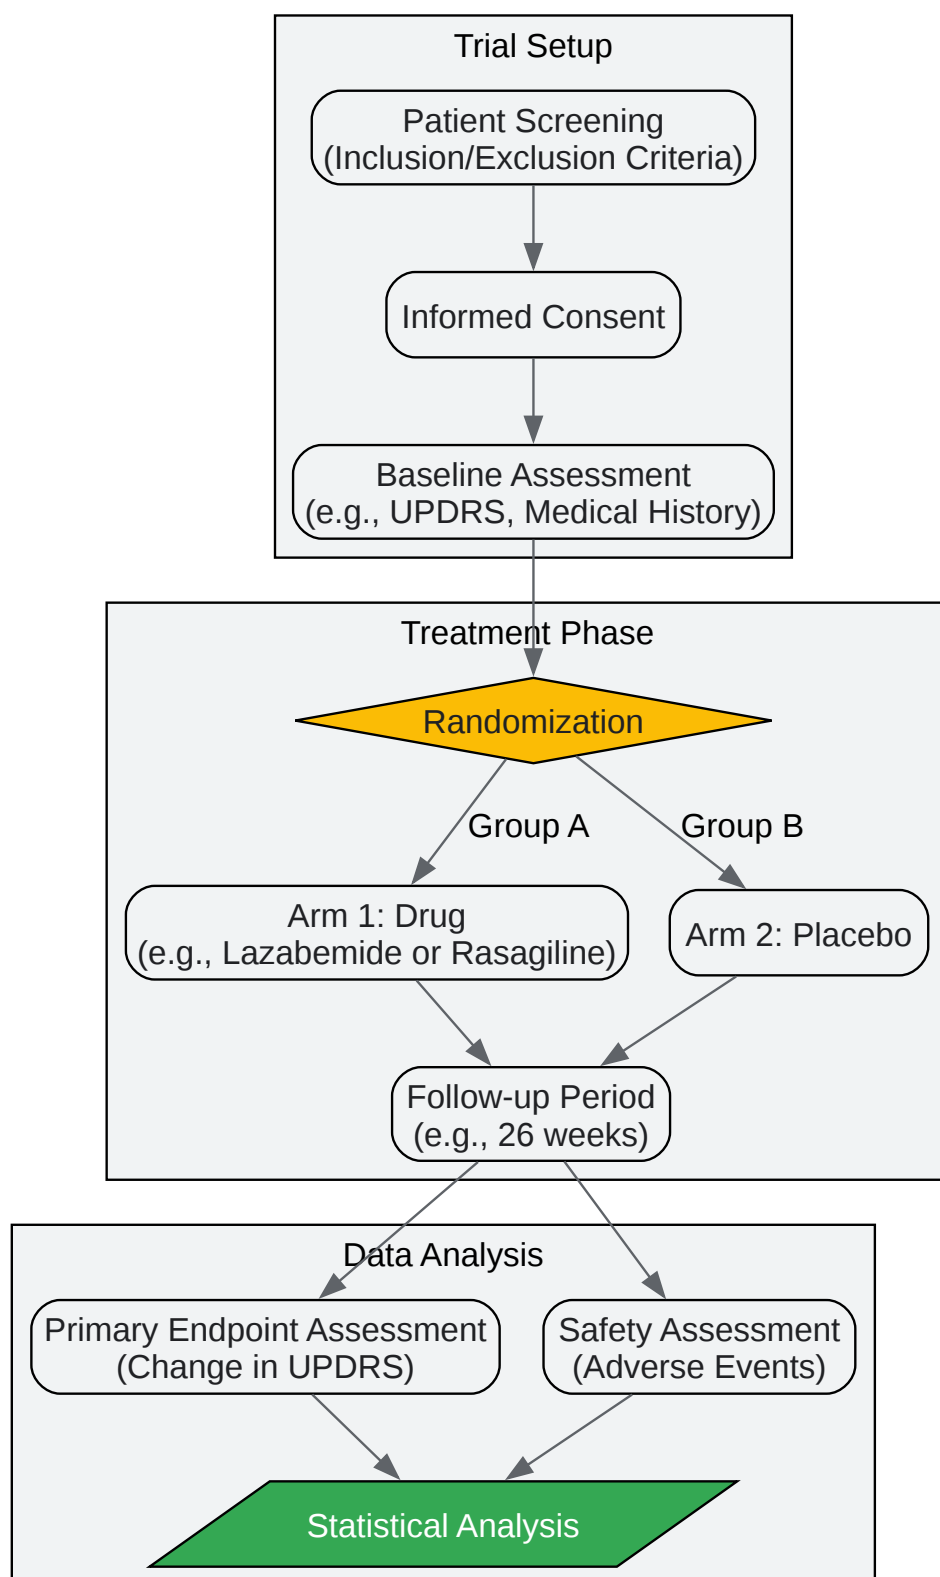 Trial Setup
Patient Screening
(Inclusion/Exclusion Criteria)
Informed Consent
Baseline Assessment
(e.g., UPDRS, Medical History)
Treatment Phase
Randomization
Group A
Group B
Arm 1: Drug
(e.g., Lazabemide or Rasagiline)
Arm 2: Placebo
Follow-up Period
(e.g., 26 weeks)
Data Analysis
Primary Endpoint Assessment
(Change in UPDRS)
Safety Assessment
(Adverse Events)
Statistical Analysis